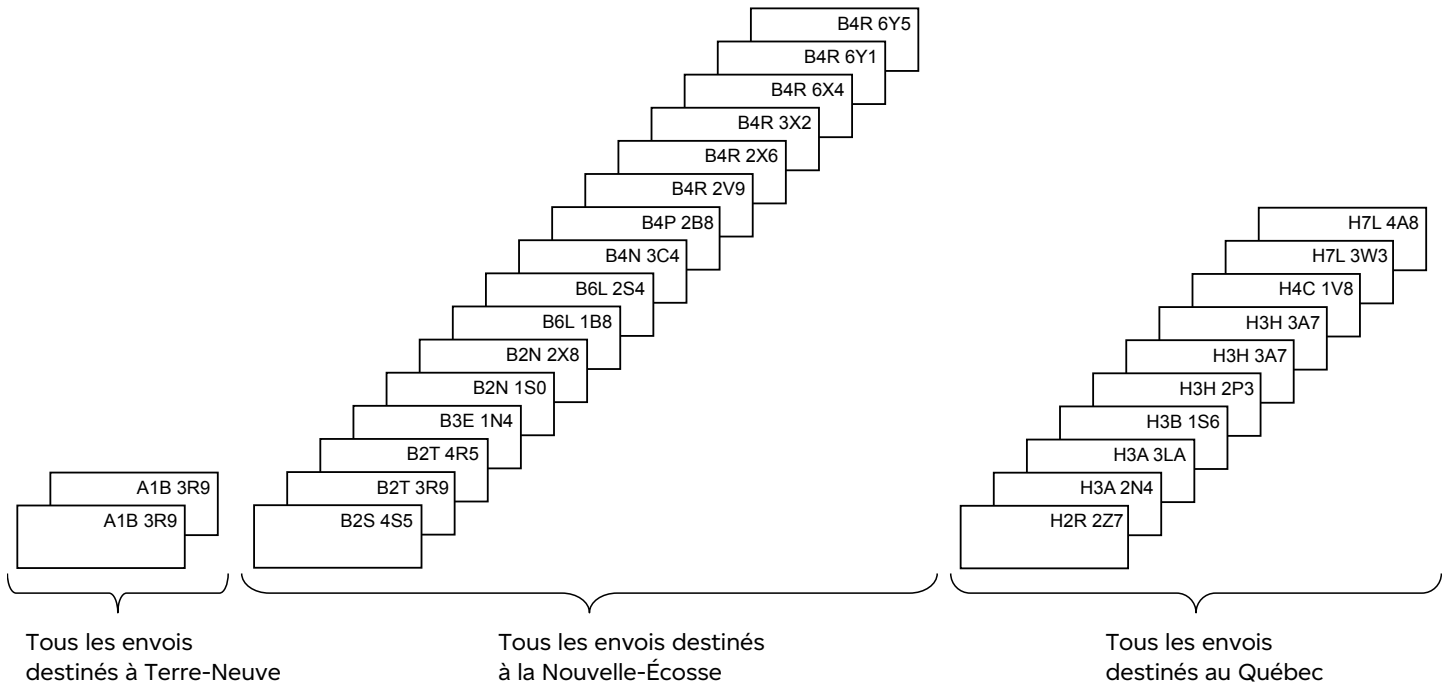 A1B 3R9
A1B 3R9
Tous les envois
destinés à Terre-Neuve
B4R 6Y5
B4R 6Y1
B4R 6X4
B4R 3X2
B4R 2X6
B4R 2V9
B4P 2B8
B4N 3C4
B6L 2S4
B6L 1B8
B2N 2X8
B2N 1S0
B3E 1N4
B2T 4R5
B2T 3R9
B2S 4S5
Tous les envois destinés
à la Nouvelle-Écosse
H7L 4A8
H7L 3W3
H4C 1V8
H3H 3A7
H3H 3A7
H3H 2P3
H3B 1S6
H3A 3LA
H3A 2N4
H2R 2Z7
Tous les envois
destinés au Québec